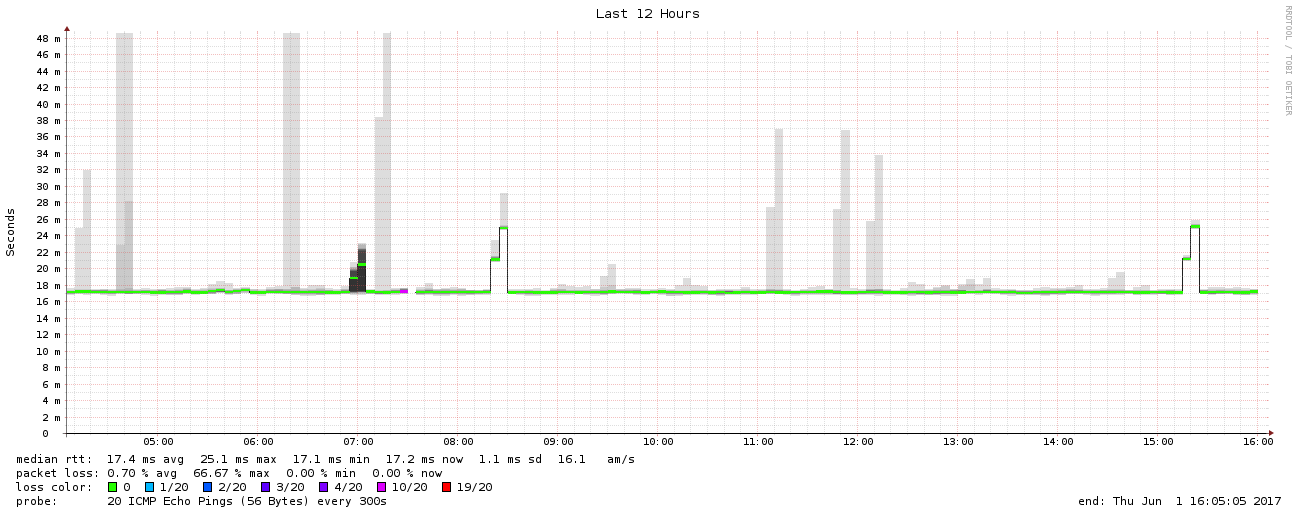 Last 12 Hours
RRDTOOL / TOBI OETIKER
Seconds
48 m
46 m
44 m
42 m
40 m
38 m
36 m
34 m
32 m
30 m
28 m
26 m
24 m
22 m
20 m
18 m
16 m
14 m
12 m
10 m
8 m
6 m
4 m
2 m
0
05:00 06:00 07:00 08:00 09:00 10:00 11:00 12:00 13:00 14:00 15:00 16:00
median rtt: 17.4 ms avg 25.1 ms max 17.1 ms min 17.2 ms now 1.1 ms sd 16.1 am/s
packet loss: 0.70 % avg 66.67 % max 0.00 % min 0.00 % now
loss color: 0 1/20 2/20 3/20 4/20 10/20 19/20
probe: 20 ICMP Echo Pings (56 Bytes) every 300s end: Thu Jun 1 16:05:05 2017